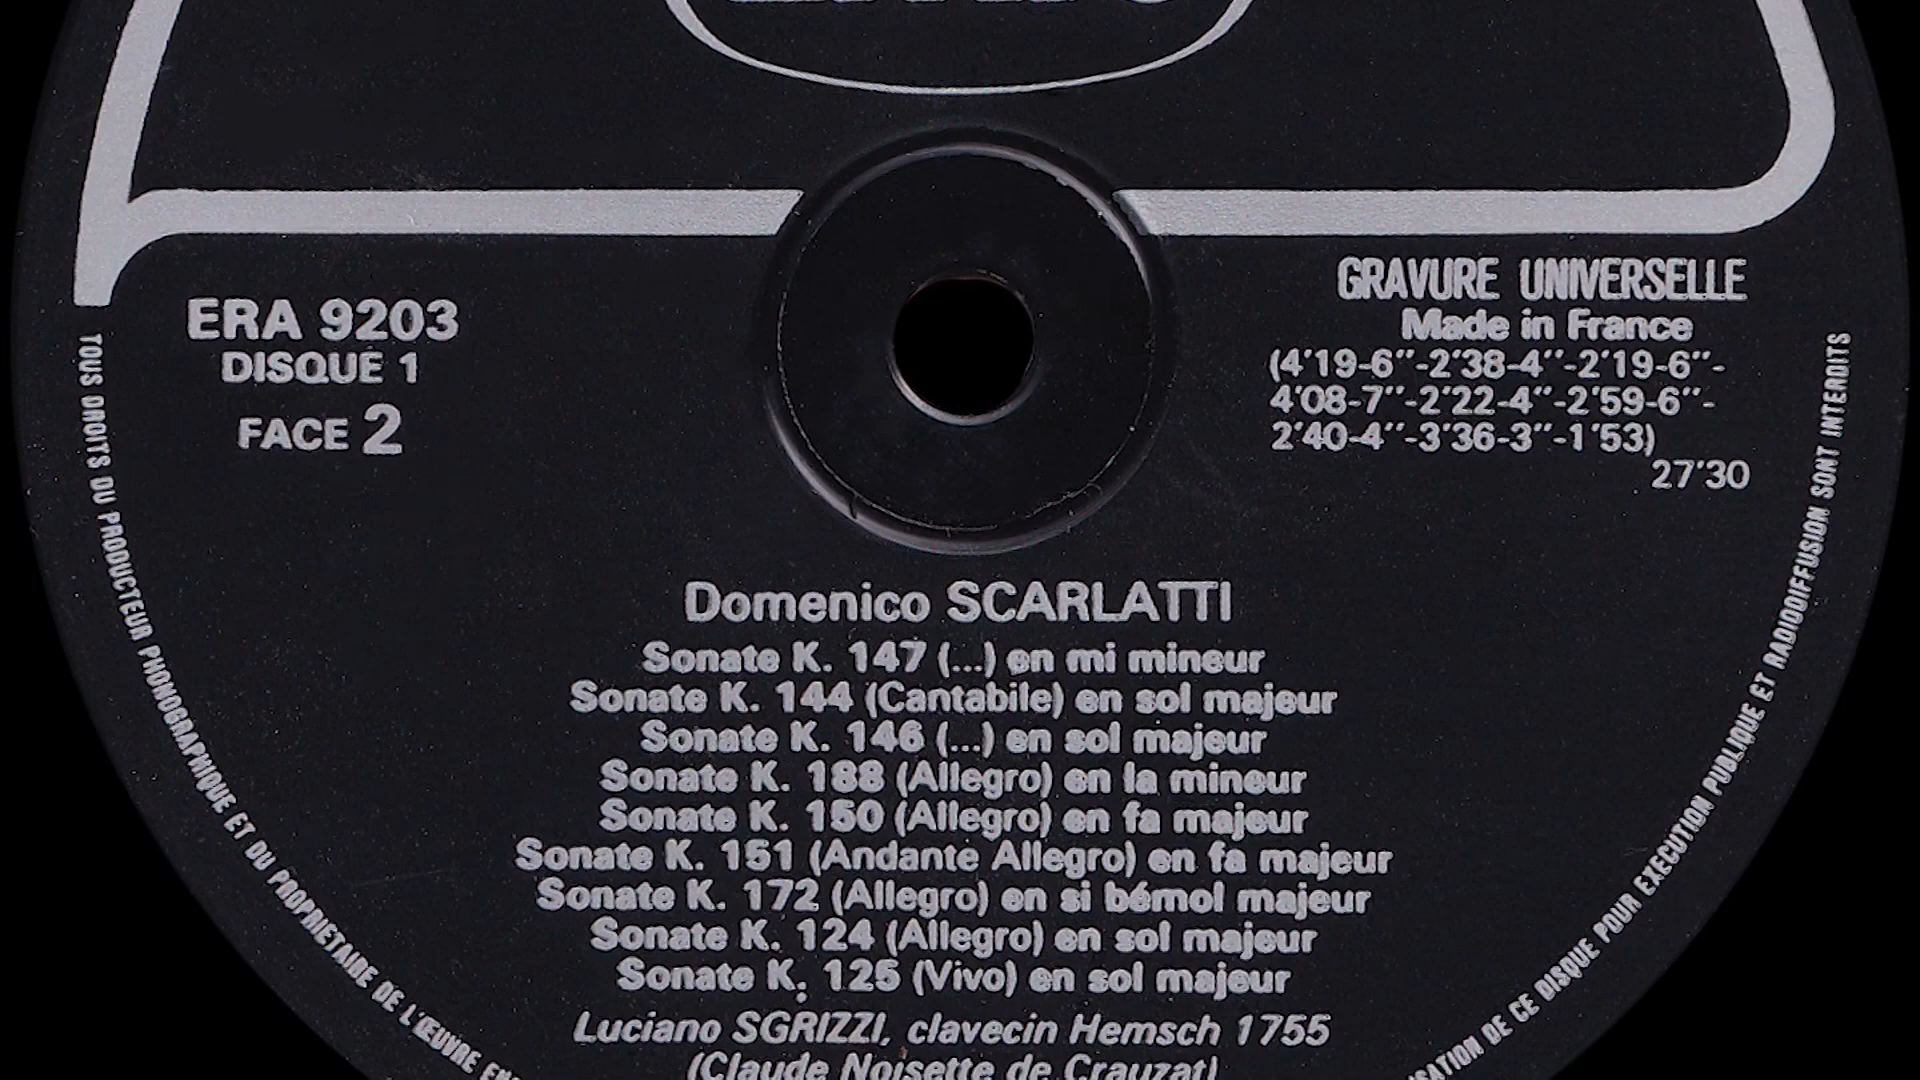 ERA 9203
DISQUE 1
FACE 2
GRAVURE UNIVERSELLE
Made in France
(4'19-6"-2'38-4"-2'19-6"-
4'08-7"-2'22-4"-2'59-6"-
2'40-4"-3'36-3"-1'53)
27'30
Domenico SCARLATTI
Sonate K. 147 (...) en mi mineur
Sonate K. 144 (Cantabile) en sol majeur
Sonate K. 146 (...) en sol majeur
Sonate K. 188 (Allegro) en la mineur
Sonate K. 150 (Allegro) en fa majeur
Sonate K. 151 (Andante Allegro) en fa majeur
Sonate K. 172 (Allegro) en si bémol majeur
Sonate K. 124 (Allegro) en sol majeur
Sonate K. 125 (Vivo) en sol majeur
Luciano SGRIZZI, clavecin Hemsch 1755
(Claude Noisette de Crauzat)
TOUS DROITS DU PRODUCTEUR PHONOGRAPHIQUE ET DU PROPRIETAIRE DE L'ŒUVRE
DE CE DISQUE POUR EXECUTION PUBLIQUE ET RADIODIFFUSION SONT INTERDITS